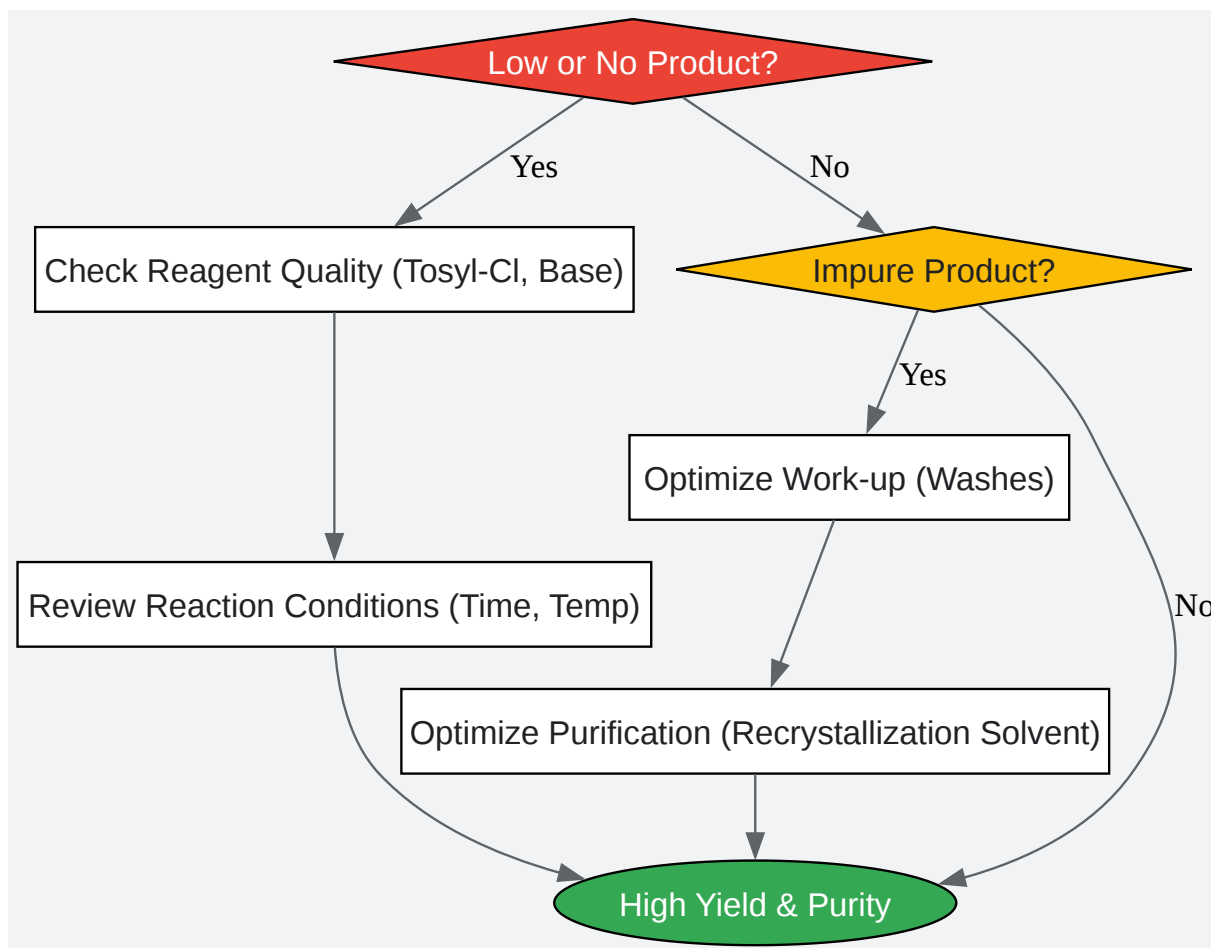 Low or No Product?
Yes
No
Check Reagent Quality (Tosyl-Cl, Base)
Impure Product?
Yes
Optimize Work-up (Washes)
Review Reaction Conditions (Time, Temp)
No
Optimize Purification (Recrystallization Solvent)
High Yield & Purity